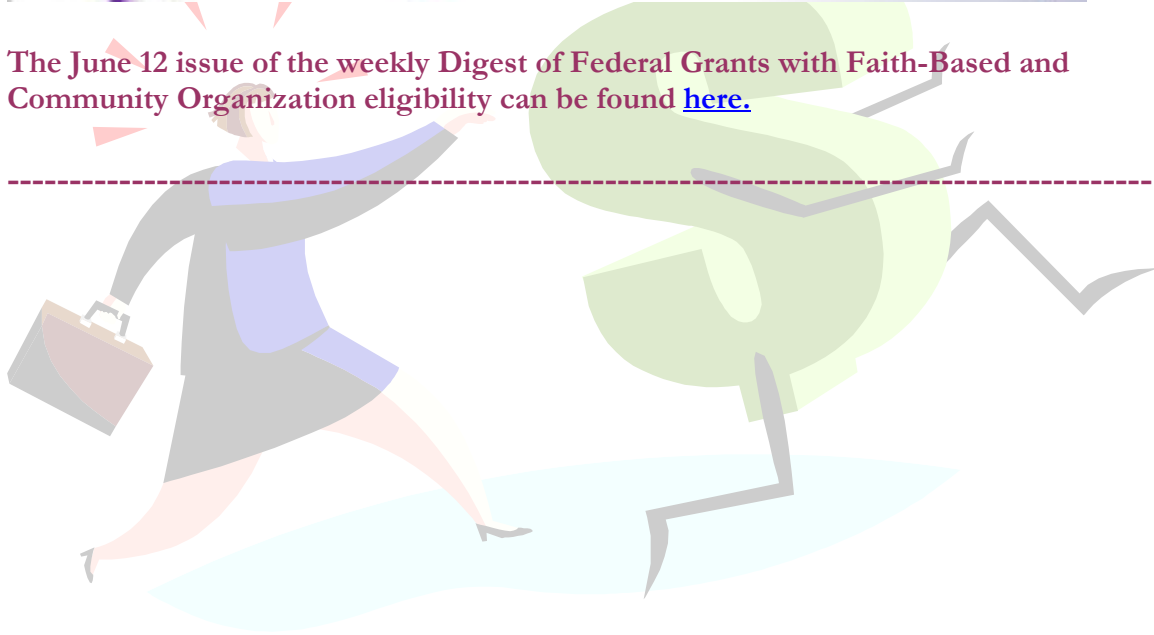 The June 12 issue of the weekly Digest of Federal Grants with Faith-Based and
Community Organization eligibility can be found here.